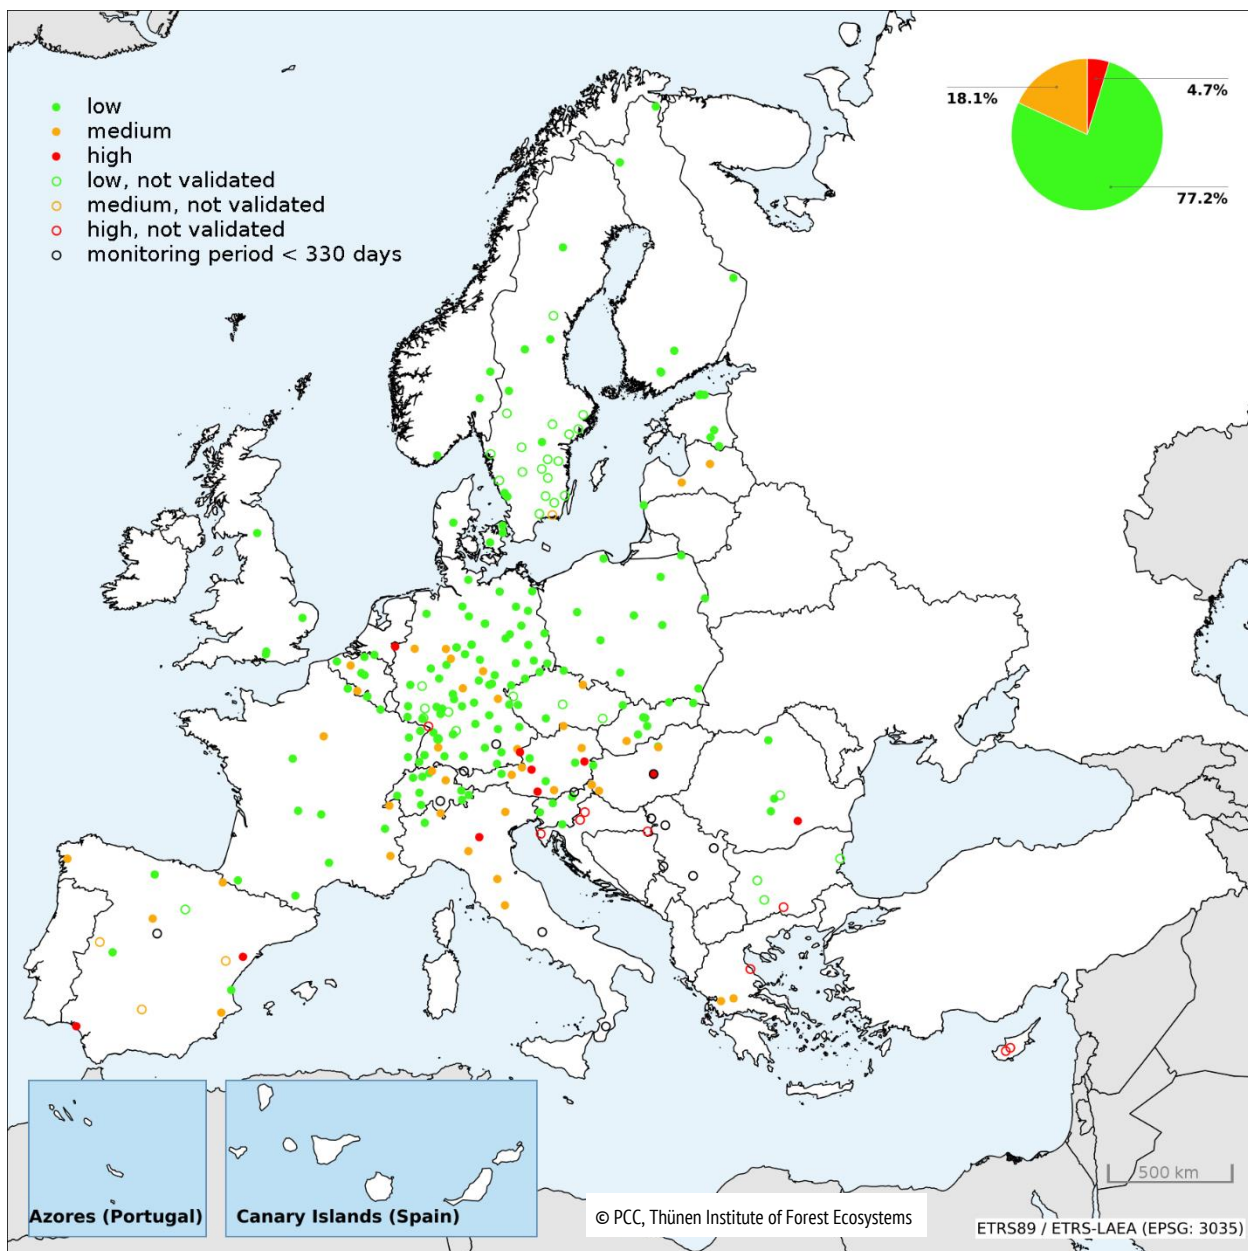 low
medium
high
low, not validated
medium, not validated
high, not validated
monitoring period < 330 days
18.1%
4.7%
77.2%
500 km
Azores (Portugal)
Canary Islands (Spain)
© PCC, Thünen Institute of Forest Ecosystems
ETRS89 / ETRS-LAEA (EPSG: 3035)